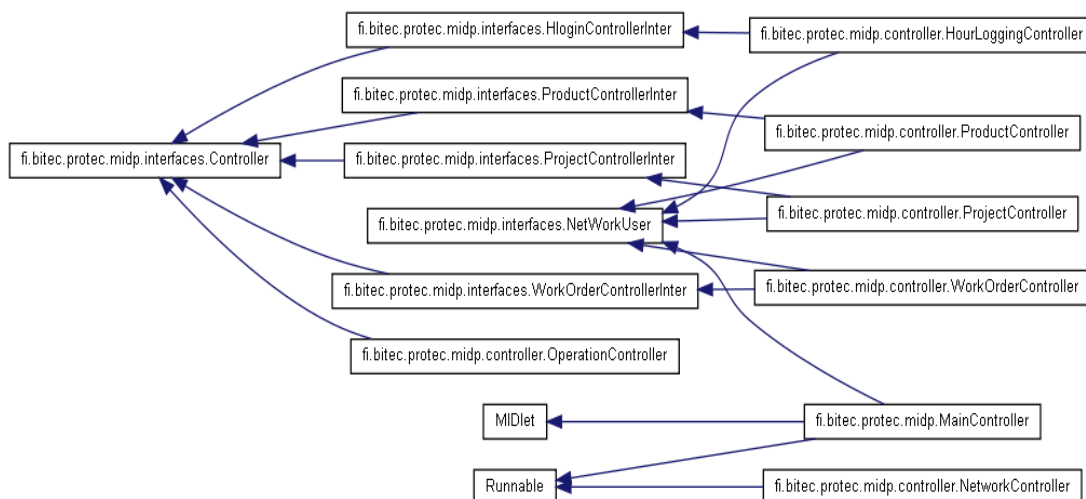 fi.bitec.protec.midp.interfaces.HloginControllerInter
fi.bitec.protec.midp.controller.HourLoggingController
fi.bitec.protec.midp.interfaces.ProductControllerInter
fi.bitec.protec.midp.controller.ProductController
fi.bitec.protec.midp.interfaces.Controller
fi.bitec.protec.midp.interfaces.ProjectControllerInter
fi.bitec.protec.midp.controller.ProjectController
fi.bitec.protec.midp.interfaces.NetWorkUser
fi.bitec.protec.midp.interfaces.WorkOrderControllerInter
fi.bitec.protec.midp.controller.WorkOrderController
fi.bitec.protec.midp.controller.OperationController
MIDlet
fi.bitec.protec.midp.MainController
Runnable
fi.bitec.protec.midp.controller.NetworkController